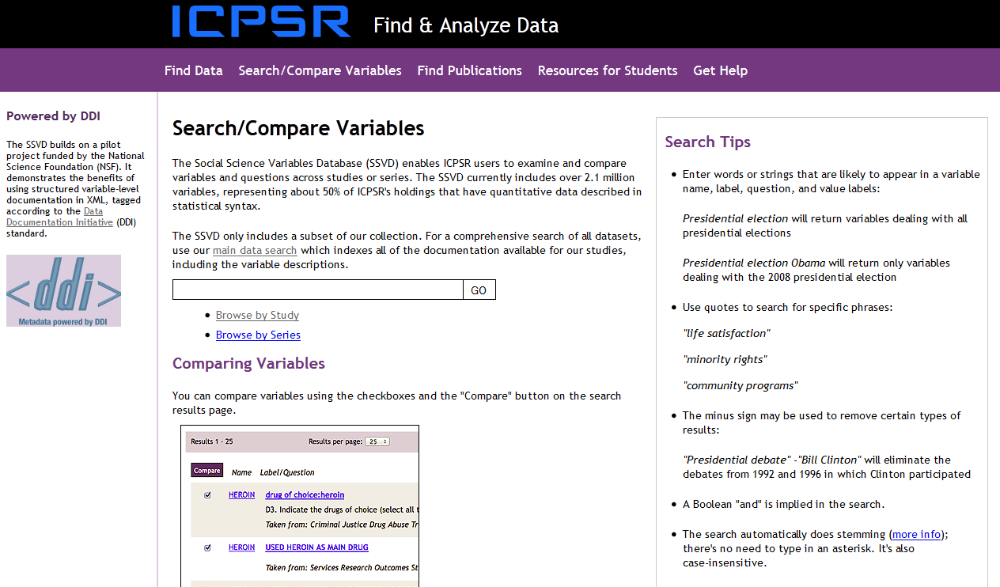 ICPSR Find & Analyze Data
Find Data Search/Compare Variables Find Publications Resources for Students Get Help
Powered by DDI
The SSVD builds on a pilot
project funded by the National
Science Foundation (NSF). It
demonstrates the benefits of
using structured variable-level
documentation in XML, tagged
according to the Data
Documentation Initiative (DDI)
standard.
<ddi>
Metadata powered by DDI
Search/Compare Variables
The Social Science Variables Database (SSVD) enables ICPSR users to examine and compare
variables and questions across studies or series. The SSVD currently includes over 2.1 million
variables, representing about 50% of ICPSR's holdings that have quantitative data described in
statistical syntax.
The SSVD only includes a subset of our collection. For a comprehensive search of all datasets,
use our main data search which indexes all of the documentation available for our studies,
including the variable descriptions.
GO
• Browse by Study
• Browse by Series
Comparing Variables
You can compare variables using the checkboxes and the "Compare" button on the search
results page.
Results 1 - 25 Results per page: 25
Compare Name Label/Question
HEROIN drug of choice:heroin
D3. Indicate the drugs of choice (select all t
Taken from: Criminal Justice Drug Abuse Tr
HEROIN USED HEROIN AS MAIN DRUG
Taken from: Services Research Outcomes St
Search Tips
• Enter words or strings that are likely to appear in a variable
name, label, question, and value labels:
Presidential election will return variables dealing with all
presidential elections
Presidential election Obama will return only variables
dealing with the 2008 presidential election
• Use quotes to search for specific phrases:
"life satisfaction"
"minority rights"
"community programs"
• The minus sign may be used to remove certain types of
results:
"Presidential debate" -"Bill Clinton" will eliminate the
debates from 1992 and 1996 in which Clinton participated
• A Boolean "and" is implied in the search.
• The search automatically does stemming (more info);
there's no need to type in an asterisk. It's also
case-insensitive.